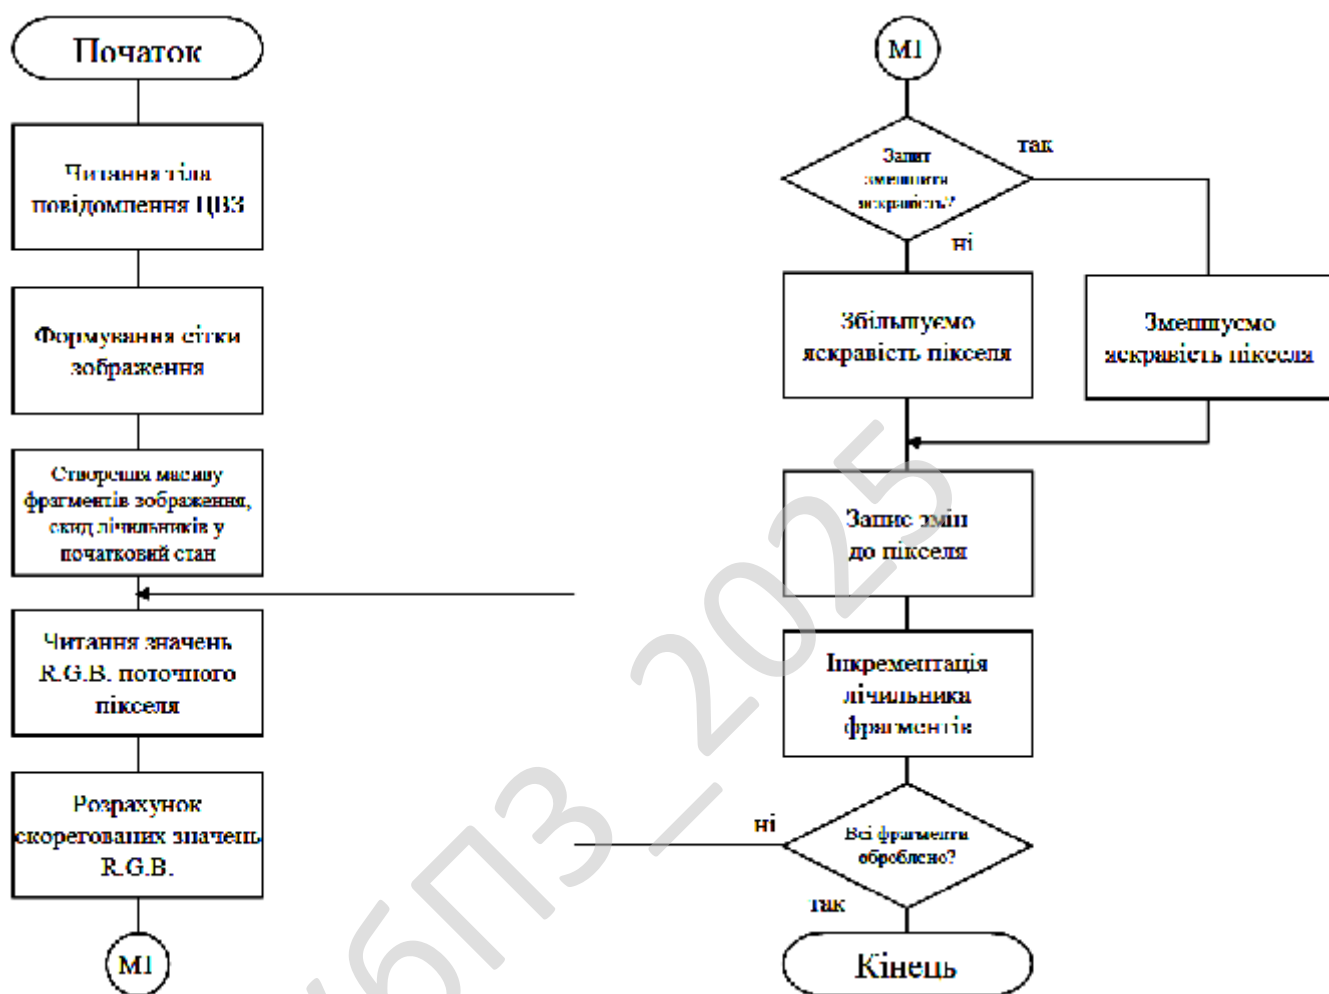 Початок
Читання тіла
повідомлення ЦВЗ
Формування сітки
зображення
Створення масиву
фрагментів зображення,
скид лічильників у
початковий стан
Читання значень
R.G.B. поточного
пікселя
Розрахунок
скорегованих значень
R.G.B.
М1
М1
Запит
зменшити
яскравість?
так
ні
Збільшуємо
яскравість пікселя
Зменшуємо
яскравість пікселя
Запис змін
до пікселя
Інкрементація
лічильника
фрагментів
Всі фрагменти
оброблено?
ні
так
Кінець